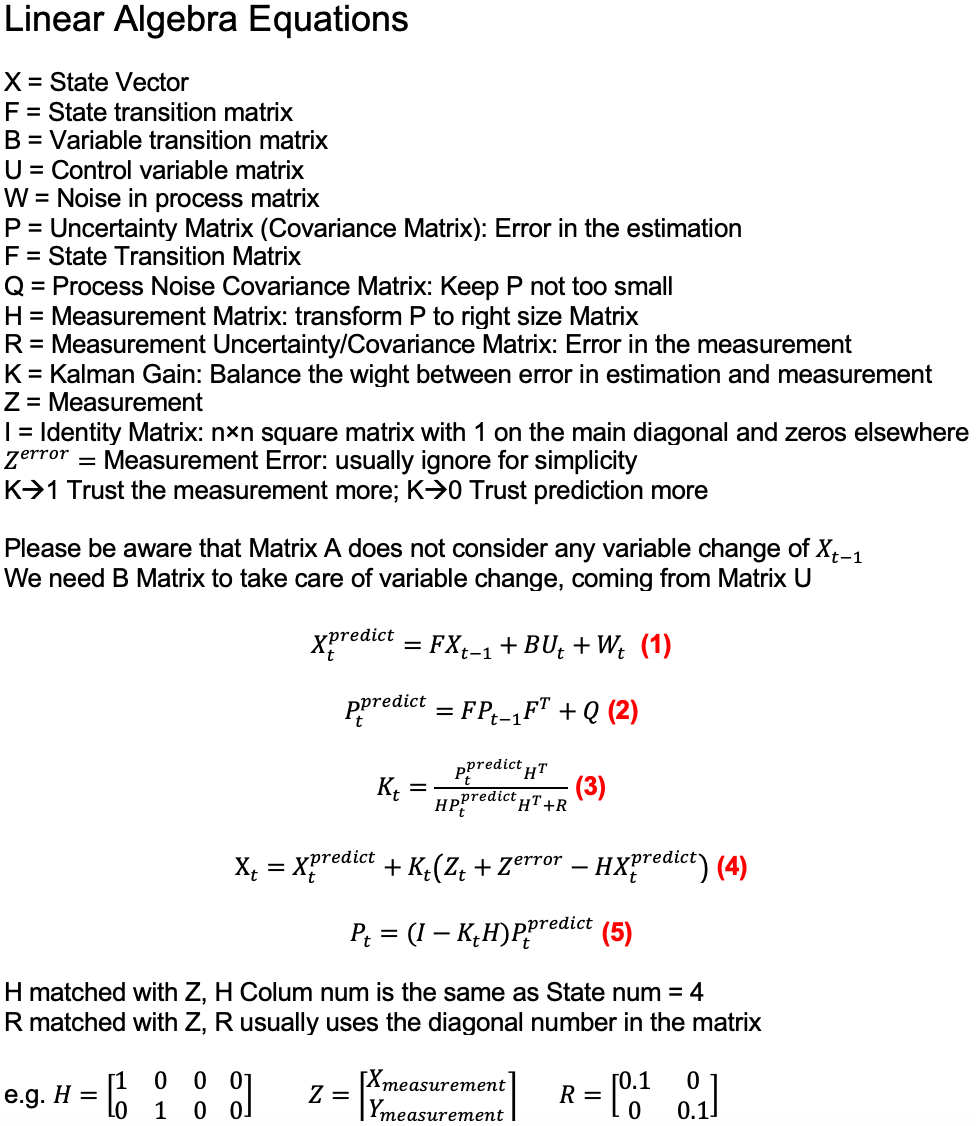 Linear Algebra Equations
X = State Vector
F = State transition matrix
B = Variable transition matrix
U = Control variable matrix
W = Noise in process matrix
P = Uncertainty Matrix (Covariance Matrix): Error in the estimation
F = State Transition Matrix
Q = Process Noise Covariance Matrix: Keep P not too small
H = Measurement Matrix: transform P to right size Matrix
R = Measurement Uncertainty/Covariance Matrix: Error in the measurement
K = Kalman Gain: Balance the wight between error in estimation and measurement
Z = Measurement
I = Identity Matrix: n×n square matrix with 1 on the main diagonal and zeros elsewhere
$Z^{error}$ = Measurement Error: usually ignore for simplicity
K→1 Trust the measurement more; K→0 Trust prediction more
Please be aware that Matrix A does not consider any variable change of $X_{t-1}$
We need B Matrix to take care of variable change, coming from Matrix U
$X_t^{predict} = FX_{t-1} + BU_t + W_t$ (1)
$P_t^{predict} = FP_{t-1}F^T + Q$ (2)
$K_t = \frac{P_t^{predict}H^T}{HP_t^{predict}H^T+R}$ (3)
$X_t = X_t^{predict} + K_t(Z_t + Z^{error} - HX_t^{predict})$ (4)
$P_t = (I - K_tH)P_t^{predict}$ (5)
H matched with Z, H Colum num is the same as State num = 4
R matched with Z, R usually uses the diagonal number in the matrix
e.g. $H = \begin{bmatrix} 1 & 0 & 0 & 0 \\ 0 & 1 & 0 & 0 \end{bmatrix}$ $Z = \begin{bmatrix} X_{measurement} \\ Y_{measurement} \end{bmatrix}$ $R = \begin{bmatrix} 0.1 & 0 \\ 0 & 0.1 \end{bmatrix}$